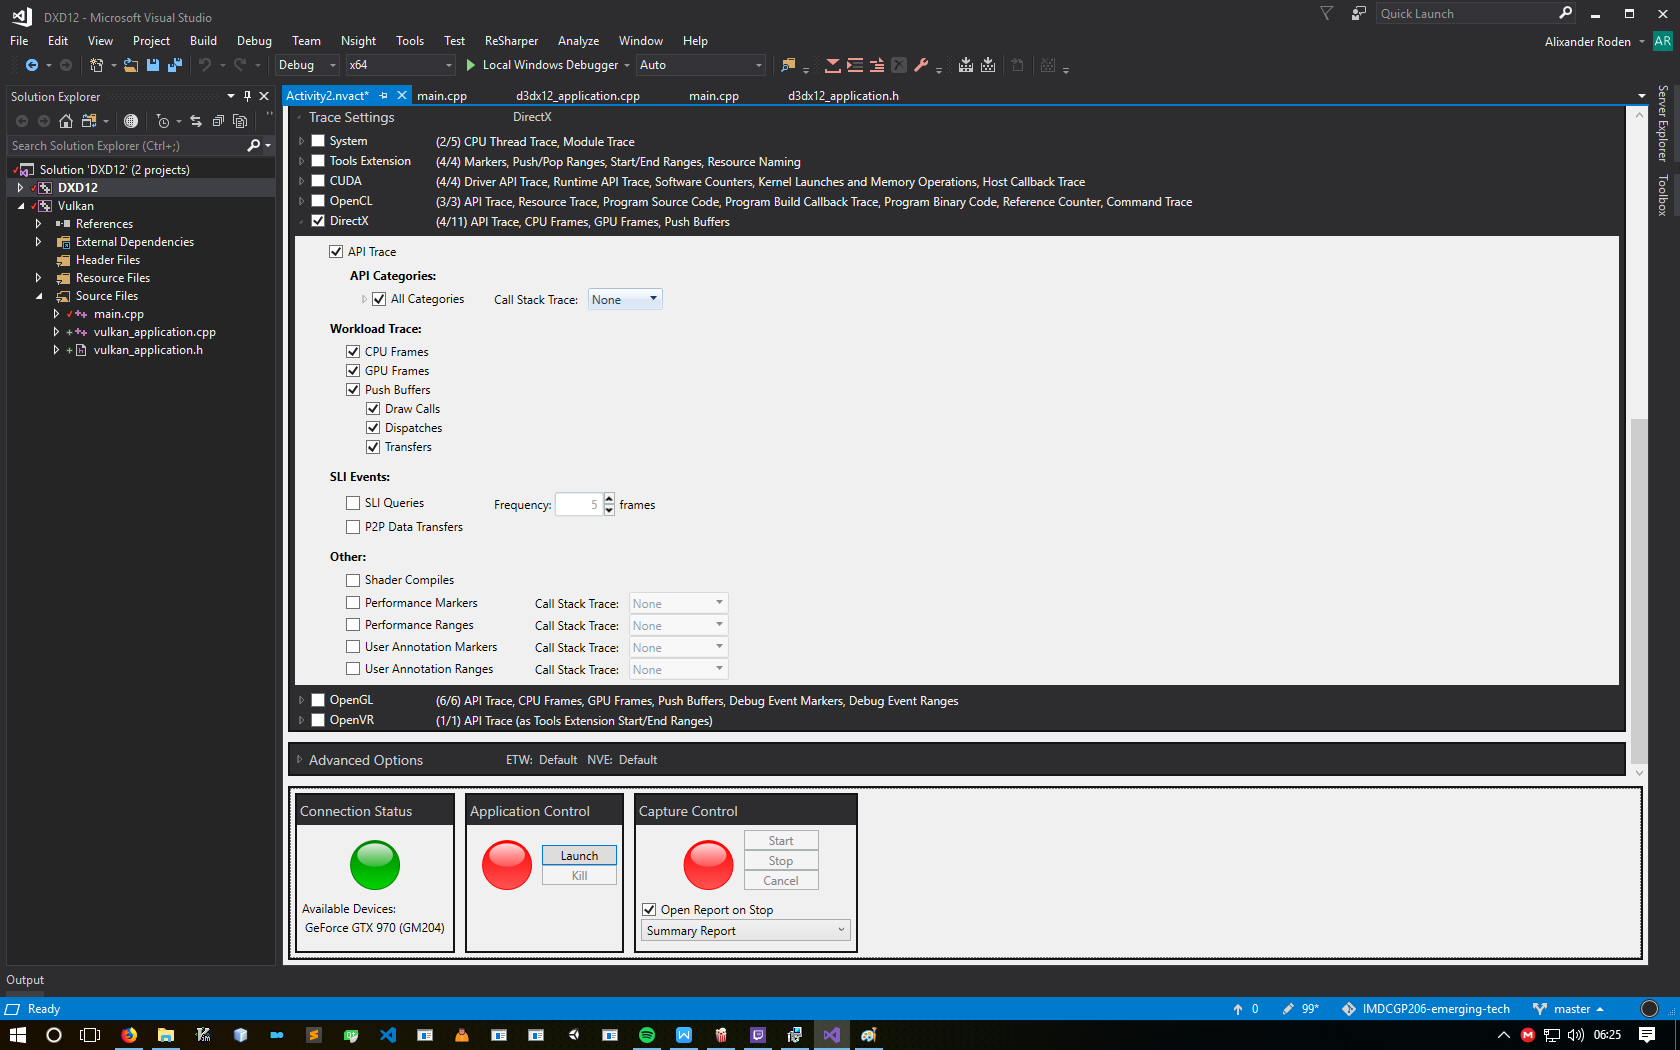 DXD12 - Microsoft Visual Studio
Quick Launch
File Edit View Project Build Debug Team Nsight Tools Test ReSharper Analyze Window Help
Alixander Roden AR
Debug x64 Local Windows Debugger Auto
Solution Explorer
Activity2.nvact* main.cpp d3dx12_application.cpp main.cpp d3dx12_application.h
Server Explorer
Toolbox
Search Solution Explorer (Ctrl+;)
Solution 'DXD12' (2 projects)
DXD12
Vulkan
References
External Dependencies
Header Files
Resource Files
Source Files
main.cpp
vulkan_application.cpp
vulkan_application.h
Trace Settings DirectX
System (2/5) CPU Thread Trace, Module Trace
Tools Extension (4/4) Markers, Push/Pop Ranges, Start/End Ranges, Resource Naming
CUDA (4/4) Driver API Trace, Runtime API Trace, Software Counters, Kernel Launches and Memory Operations, Host Callback Trace
OpenCL (3/3) API Trace, Resource Trace, Program Source Code, Program Build Callback Trace, Program Binary Code, Reference Counter, Command Trace
DirectX (4/11) API Trace, CPU Frames, GPU Frames, Push Buffers
API Trace
API Categories:
All Categories Call Stack Trace: None
Workload Trace:
CPU Frames
GPU Frames
Push Buffers
Draw Calls
Dispatches
Transfers
SLI Events:
SLI Queries Frequency: 5 frames
P2P Data Transfers
Other:
Shader Compiles
Performance Markers Call Stack Trace: None
Performance Ranges Call Stack Trace: None
User Annotation Markers Call Stack Trace: None
User Annotation Ranges Call Stack Trace: None
OpenGL (6/6) API Trace, CPU Frames, GPU Frames, Push Buffers, Debug Event Markers, Debug Event Ranges
OpenVR (1/1) API Trace (as Tools Extension Start/End Ranges)
Advanced Options ETW: Default NVE: Default
Connection Status
Available Devices:
GeForce GTX 970 (GM204)
Application Control
Launch
Kill
Capture Control
Start
Stop
Cancel
Open Report on Stop
Summary Report
Output
Ready 0 99* IMDCGP206-emerging-tech master
06:25